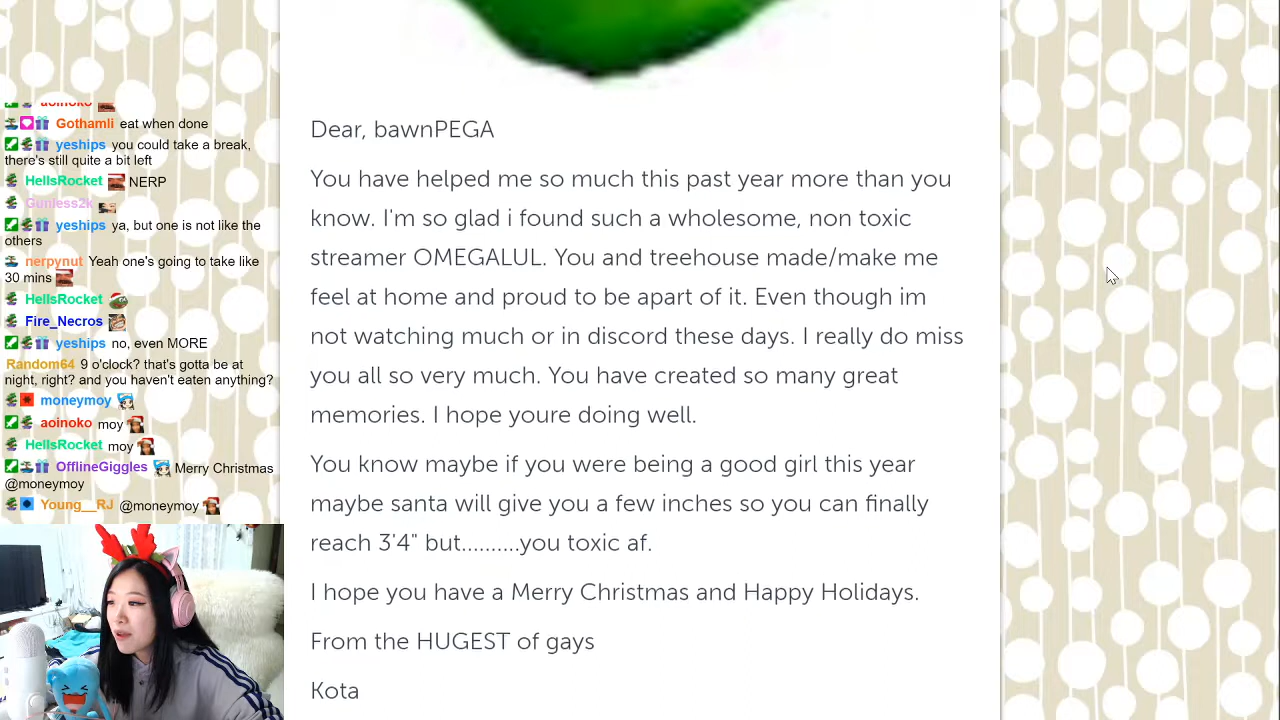 aoinoko
Gothamli eat when done
yeships you could take a break,
there's still quite a bit left
HellsRocket NERP
Gunless2k
yeships ya, but one is not like the
others
nerpynut Yeah one's going to take like
30 mins
HellsRocket
Fire_Necros
yeships no, even MORE
Random64 9 o'clock? that's gotta be at
night, right? and you haven't eaten anything?
moneymoy
aoinoko moy
HellsRocket moy
OfflineGiggles Merry Christmas
@moneymoy
Young__RJ @moneymoy
Dear, bawnPEGA
You have helped me so much this past year more than you
know. I'm so glad i found such a wholesome, non toxic
streamer OMEGALUL. You and treehouse made/make me
feel at home and proud to be apart of it. Even though im
not watching much or in discord these days. I really do miss
you all so very much. You have created so many great
memories. I hope youre doing well.
You know maybe if you were being a good girl this year
maybe santa will give you a few inches so you can finally
reach 3'4" but..........you toxic af.
I hope you have a Merry Christmas and Happy Holidays.
From the HUGEST of gays
Kota